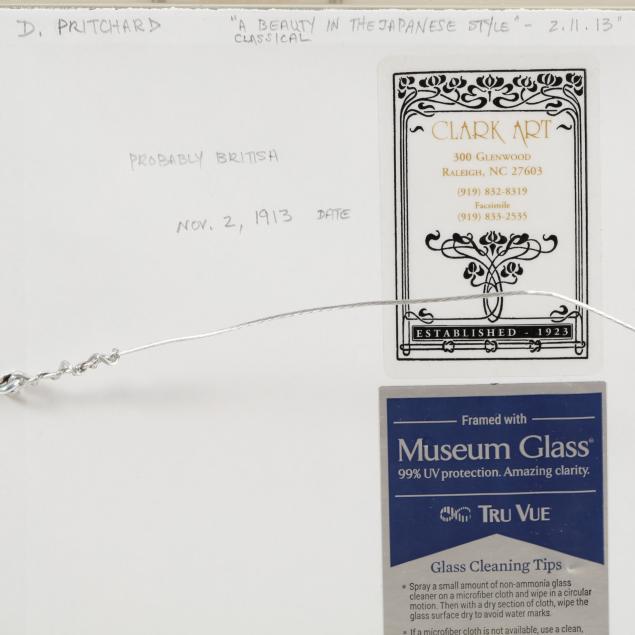 D. PRITCHARD "A BEAUTY IN THE JAPANESE STYLE" - 2.11.13"
CLASSICAL
PROBABLY BRITISH
NOV. 2, 1913 DATE
CLARK ART
300 GLENWOOD
RALEIGH, NC 27603
(919) 832-8319
Facsimile
(919) 833-2535
ESTABLISHED - 1923
Framed with
Museum Glass®
99% UV protection. Amazing clarity.
TRU VUE
Glass Cleaning Tips
• Spray a small amount of non-ammonia glass
cleaner on a microfiber cloth and wipe in a circular
motion. Then with a dry section of cloth, wipe the
glass surface dry to avoid water marks.
• If a microfiber cloth is not available, use a clean,